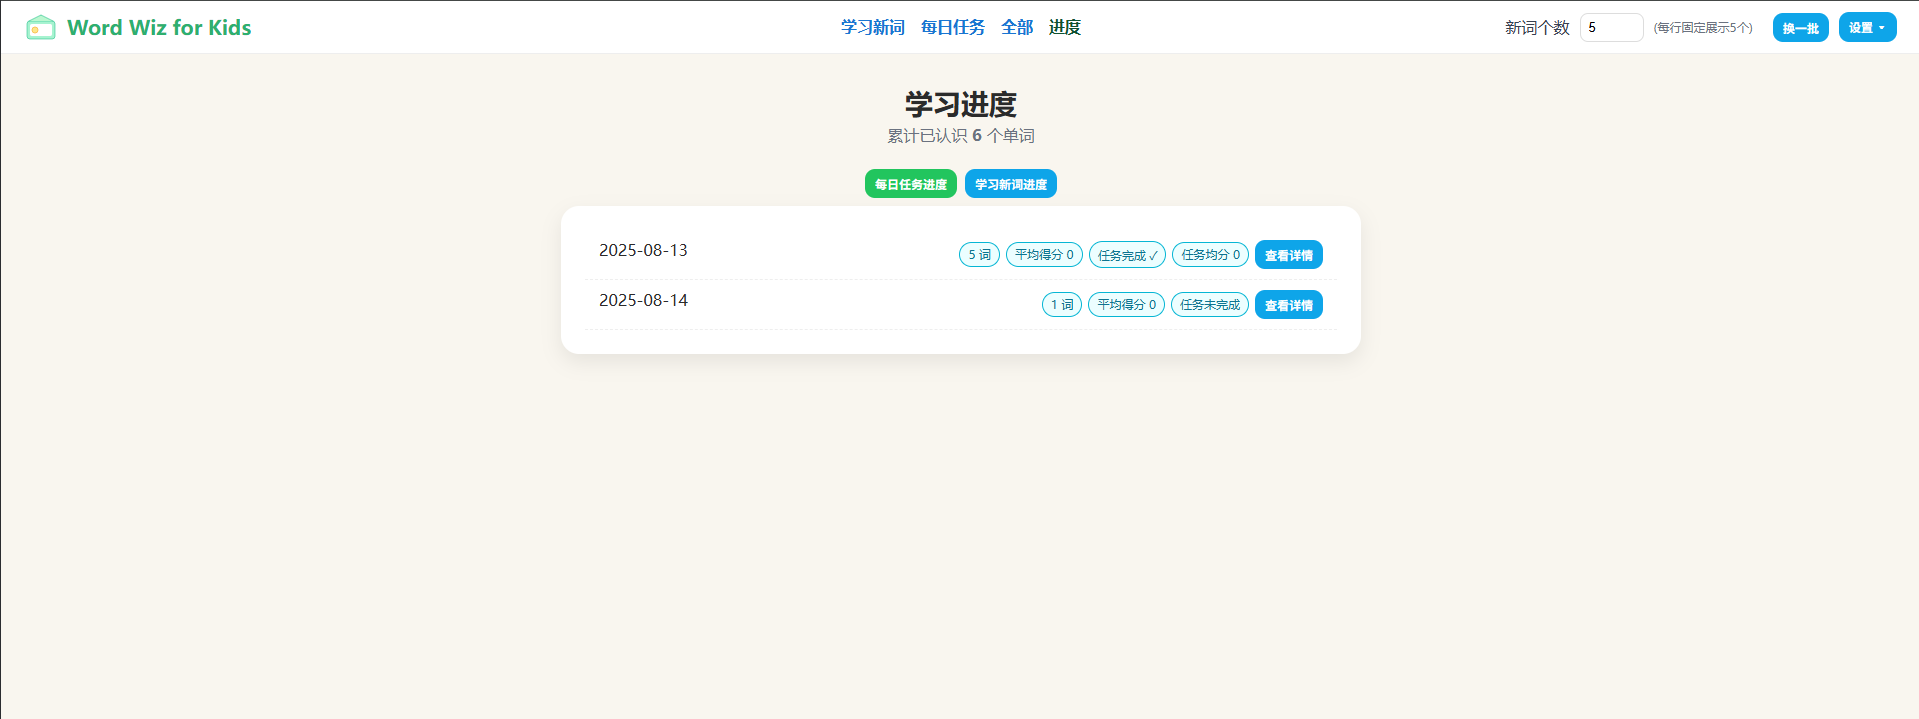 Word Wiz for Kids 学习新词 每日任务 全部 进度 新词个数 5 (每行固定展示5个) 换一批 设置
学习进度
累计已认识 6 个单词
每日任务进度 学习新词进度
2025-08-13 5 词 平均得分 0 任务完成 ✓ 任务均分 0 查看详情
2025-08-14 1 词 平均得分 0 任务未完成 查看详情